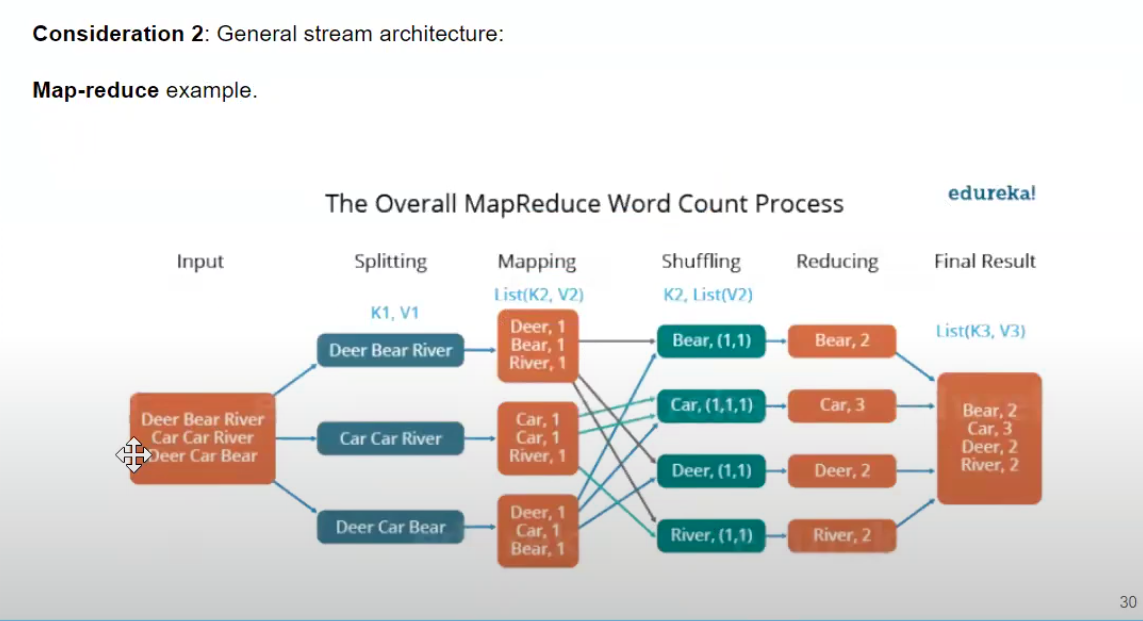 Consideration 2: General stream architecture:
Map-reduce example.
edureka!
The Overall MapReduce Word Count Process
Input
Splitting
Mapping
Shuffling
Reducing
Final Result
K1, V1
List(K2, V2)
K2, List(V2)
List(K3, V3)
Deer Bear River
Car Car River
Deer Car Bear
Deer Bear River
Car Car River
Deer Car Bear
Deer, 1
Bear, 1
River, 1
Car, 1
Car, 1
River, 1
Deer, 1
Car, 1
Bear, 1
Bear, (1,1)
Car, (1,1,1)
Deer, (1,1)
River, (1,1)
Bear, 2
Car, 3
Deer, 2
River, 2
Bear, 2
Car, 3
Deer, 2
River, 2
30